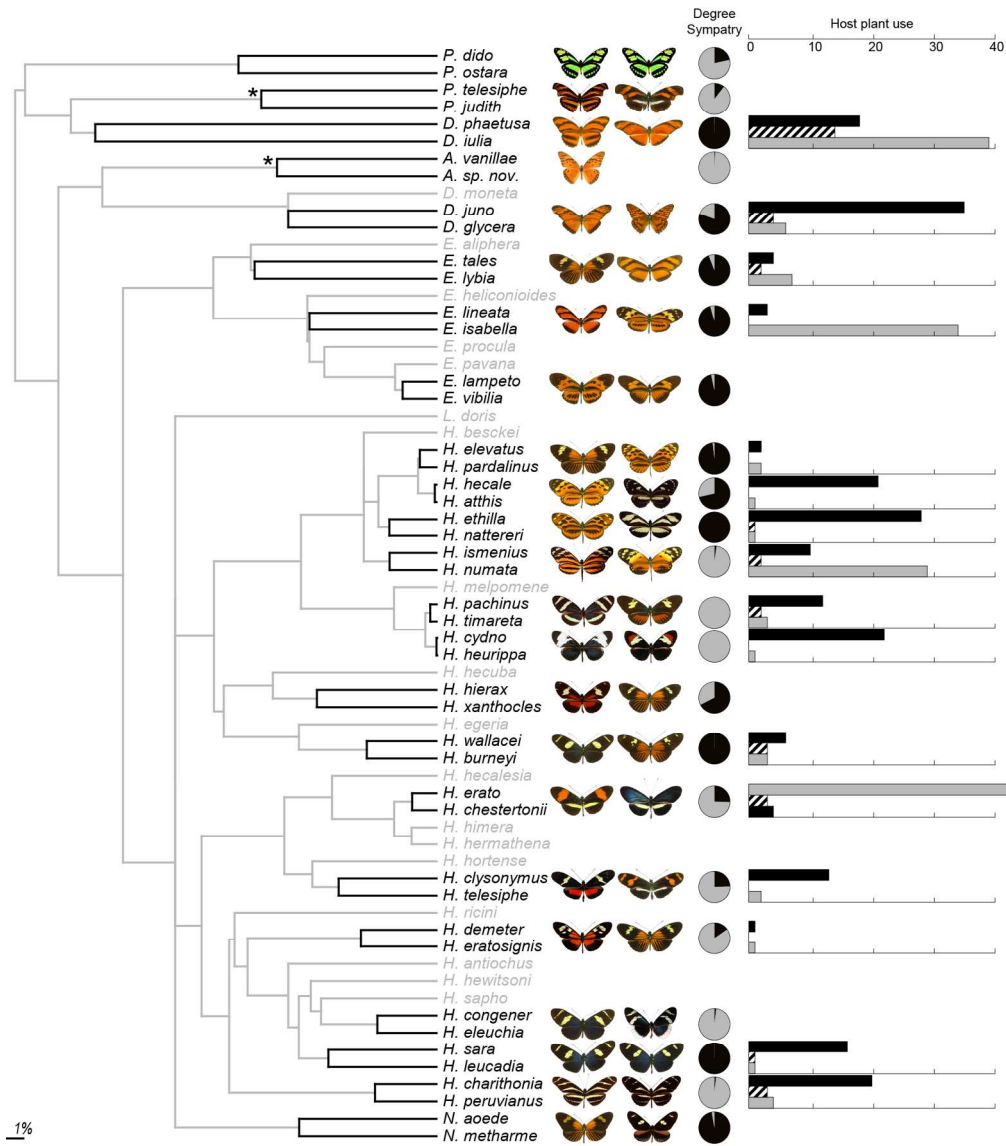 Degree
Sympatry
Host plant use
0 10 20 30 40
P. dido
P. ostara
* P. telesiphe
P. judith
D. phaetusa
D. iulia
* A. vanillae
A. sp. nov.
D. moneta
D. juno
D. glycera
E. aliphera
E. tales
E. lybia
E. heliconioides
E. lineata
E. isabella
E. procula
E. pavana
E. lampeto
E. vibilia
L. doris
H. besckei
H. elevatus
H. pardalinus
H. hecale
H. atthis
H. ethilla
H. nattereri
H. ismenius
H. numata
H. melpomene
H. pachinus
H. timareta
H. cydno
H. heurippa
H. hecuba
H. hierax
H. xanthocles
H. egeria
H. wallacei
H. burneyi
H. hecalesia
H. erato
H. chestertonii
H. himera
H. hermathena
H. hortense
H. clysonymus
H. telesiphe
H. ricini
H. demeter
H. eratosignis
H. antiochus
H. hewitsoni
H. sapho
H. congener
H. eleuchia
H. sara
H. leucadia
H. charithonia
H. peruvianus
N. aoede
N. metharme
1%